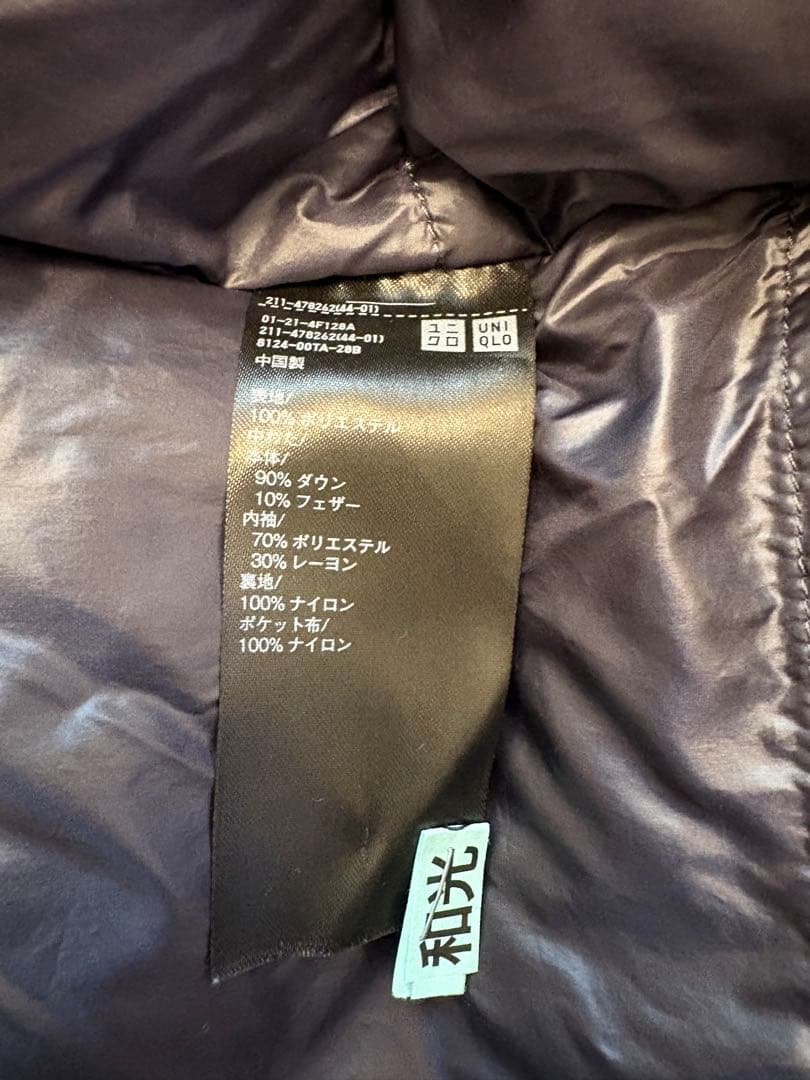 211-478262(44-01)
01-21-4F128A
211-478262(44-01)
8124-00TA-28B
ユニ
クロ
UNI
QLO
中国製
表地/
100% ポリエステル
中わた/
本体/
90% ダウン
10% フェザー
内袖/
70% ポリエステル
30% レーヨン
裏地/
100% ナイロン
ポケット布/
100% ナイロン
和光